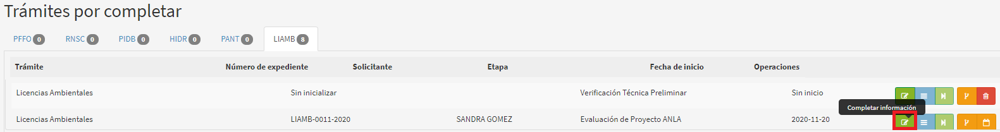 Trámites por completar
PFFO 0 RNSC 0 PIDB 0 HIDR 0 PANT 0 LIAMB 8
Trámite Número de expediente Solicitante Etapa Fecha de inicio Operaciones
Licencias Ambientales Sin inicializar Verificación Técnica Preliminar Sin inicio
Completar información
Licencias Ambientales LIAMB-0011-2020 SANDRA GOMEZ Evaluación de Proyecto ANLA 2020-11-20